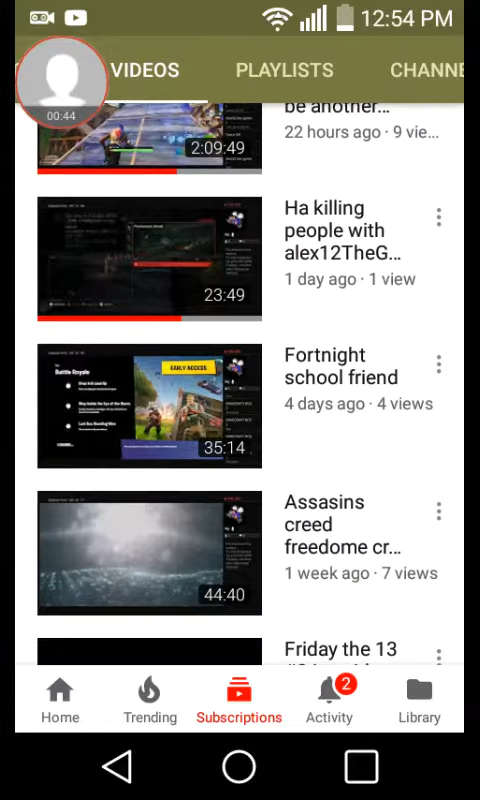 12:54 PM
VIDEOS
PLAYLISTS
CHANNE
00:44
be another...
22 hours ago · 9 vie...
2:09:49
Ha killing
people with
alex12TheG...
1 day ago · 1 view
23:49
Fortnight
school friend
4 days ago · 4 views
EARLY ACCESS
Battle Royale
35:14
Assasins
creed
freedome cr...
1 week ago · 7 views
44:40
Friday the 13
Home
Trending
Subscriptions
2
Activity
Library